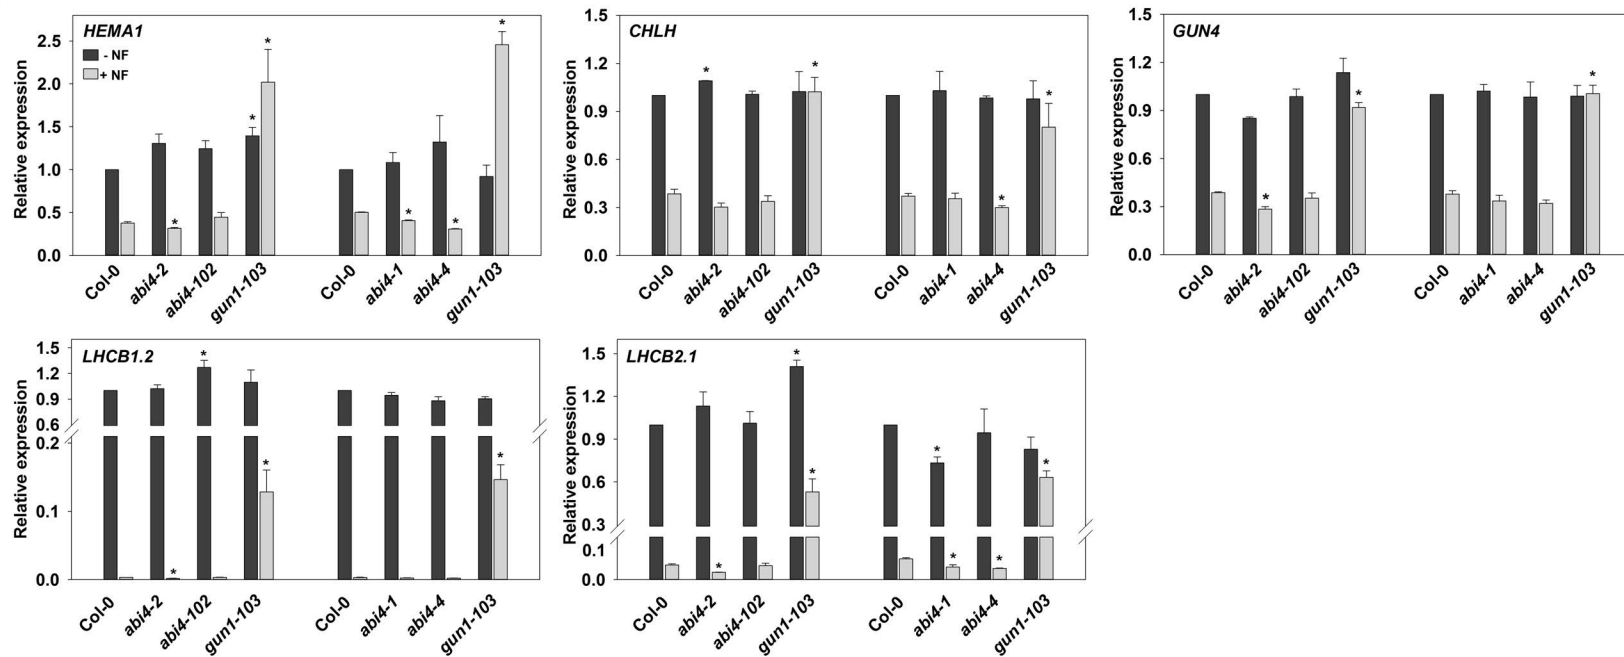 HEMA1
- NF
+ NF
Relative expression
2.5
2.0
1.5
1.0
0.5
0.0
* * * * * * *
Col-0 abi4-2 abi4-102 gun1-103 Col-0 abi4-1 abi4-4 gun1-103
CHLH
Relative expression
1.5
1.2
0.9
0.6
0.3
0.0
* * * *
Col-0 abi4-2 abi4-102 gun1-103 Col-0 abi4-1 abi4-4 gun1-103
GUN4
Relative expression
1.5
1.2
0.9
0.6
0.3
0.0
* * *
Col-0 abi4-2 abi4-102 gun1-103 Col-0 abi4-1 abi4-4 gun1-103
LHCB1.2
Relative expression
1.5
1.2
0.9
0.6
0.2
0.1
0.0
* * * *
Col-0 abi4-2 abi4-102 gun1-103 Col-0 abi4-1 abi4-4 gun1-103
LHCB2.1
Relative expression
1.5
1.2
0.9
0.6
0.3
0.1
0.0
* * * * * * *
Col-0 abi4-2 abi4-102 gun1-103 Col-0 abi4-1 abi4-4 gun1-103